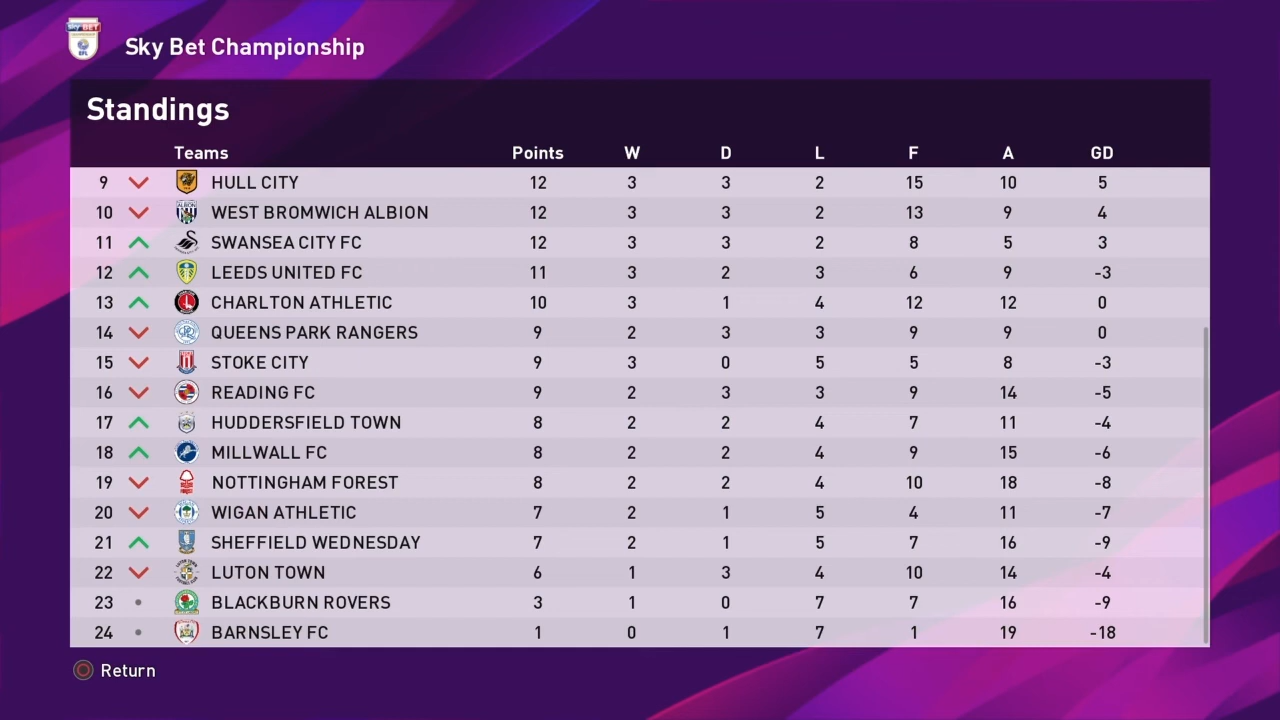 Sky Bet Championship
Standings
Teams Points W D L F A GD
9 HULL CITY 12 3 3 2 15 10 5
10 WEST BROMWICH ALBION 12 3 3 2 13 9 4
11 SWANSEA CITY FC 12 3 3 2 8 5 3
12 LEEDS UNITED FC 11 3 2 3 6 9 -3
13 CHARLTON ATHLETIC 10 3 1 4 12 12 0
14 QUEENS PARK RANGERS 9 2 3 3 9 9 0
15 STOKE CITY 9 3 0 5 5 8 -3
16 READING FC 9 2 3 3 9 14 -5
17 HUDDERSFIELD TOWN 8 2 2 4 7 11 -4
18 MILLWALL FC 8 2 2 4 9 15 -6
19 NOTTINGHAM FOREST 8 2 2 4 10 18 -8
20 WIGAN ATHLETIC 7 2 1 5 4 11 -7
21 SHEFFIELD WEDNESDAY 7 2 1 5 7 16 -9
22 LUTON TOWN 6 1 3 4 10 14 -4
23 BLACKBURN ROVERS 3 1 0 7 7 16 -9
24 BARNSLEY FC 1 0 1 7 1 19 -18
Return